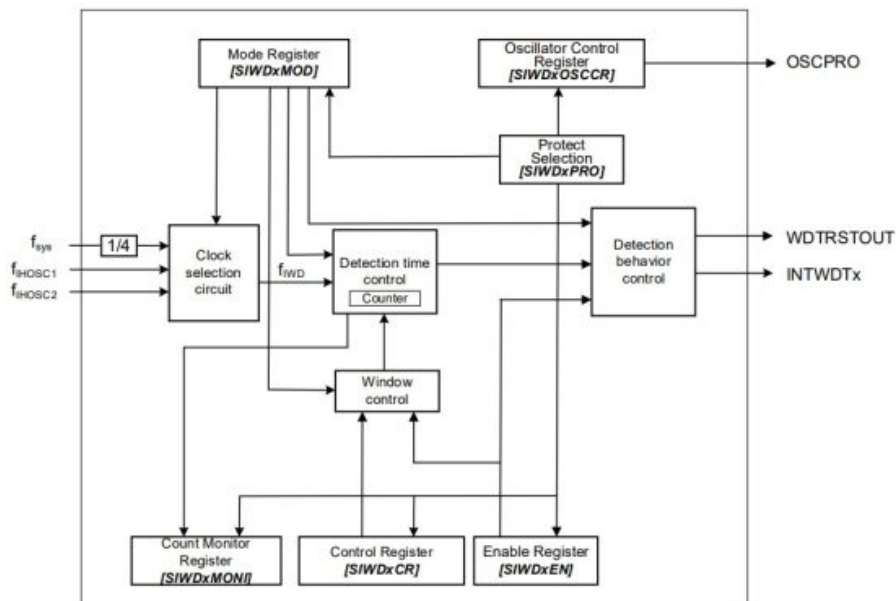 Mode Register
[SIWDxMOD]
Oscillator Control
Register
[SIWDxOSCCR]
OSCPRO
Protect
Selection
[SIWDxPRO]
fsys
1/4
fIHOSC1
fIHOSC2
Clock
selection
circuit
fIWD
Detection time
control
Counter
Detection
behavior
control
WDTRSTOUT
INTWDTx
Window
control
Count Monitor
Register
[SIWDxMONI]
Control Register
[SIWDxCR]
Enable Register
[SIWDxEN]